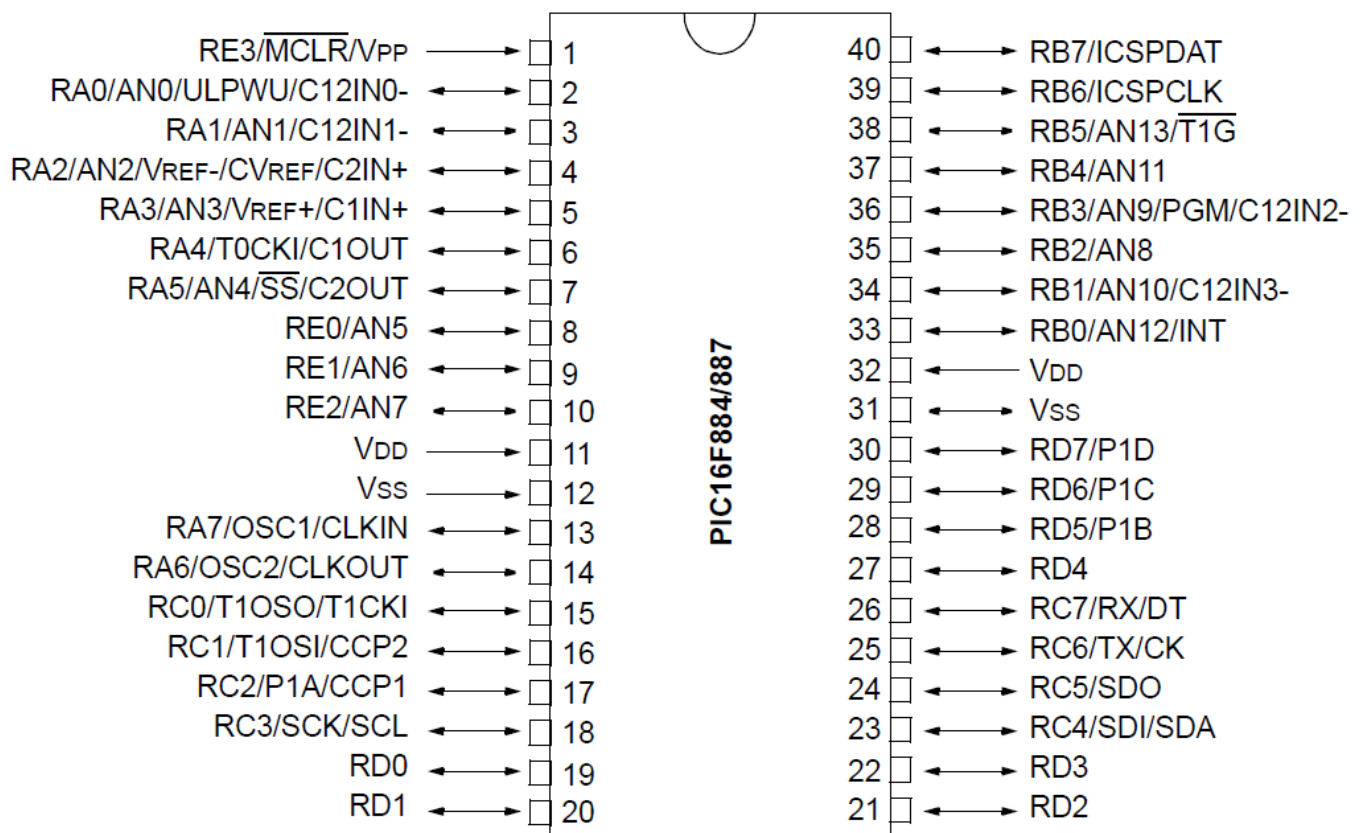 RE3/MCLR/VPP 1
RA0/AN0/ULPWU/C12IN0- 2
RA1/AN1/C12IN1- 3
RA2/AN2/VREF-/CVREF/C2IN+ 4
RA3/AN3/VREF+/C1IN+ 5
RA4/T0CKI/C1OUT 6
RA5/AN4/SS/C2OUT 7
RE0/AN5 8
RE1/AN6 9
RE2/AN7 10
VDD 11
VSS 12
RA7/OSC1/CLKIN 13
RA6/OSC2/CLKOUT 14
RC0/T1OSO/T1CKI 15
RC1/T1OSI/CCP2 16
RC2/P1A/CCP1 17
RC3/SCK/SCL 18
RD0 19
RD1 20
PIC16F884/887
40 RB7/ICSPDAT
39 RB6/ICSPCLK
38 RB5/AN13/T1G
37 RB4/AN11
36 RB3/AN9/PGM/C12IN2-
35 RB2/AN8
34 RB1/AN10/C12IN3-
33 RB0/AN12/INT
32 VDD
31 VSS
30 RD7/P1D
29 RD6/P1C
28 RD5/P1B
27 RD4
26 RC7/RX/DT
25 RC6/TX/CK
24 RC5/SDO
23 RC4/SDI/SDA
22 RD3
21 RD2